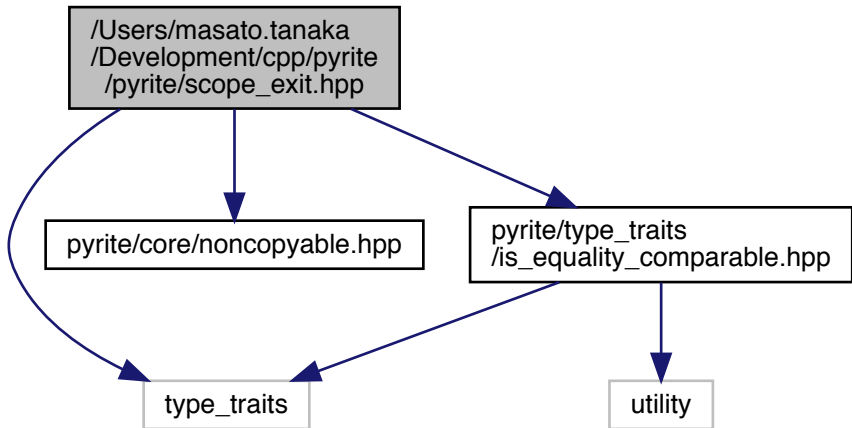 /Users/masato.tanaka
/Development/cpp/pyrite
/pyrite/scope_exit.hpp
pyrite/core/noncopyable.hpp
pyrite/type_traits
/is_equality_comparable.hpp
type_traits
utility